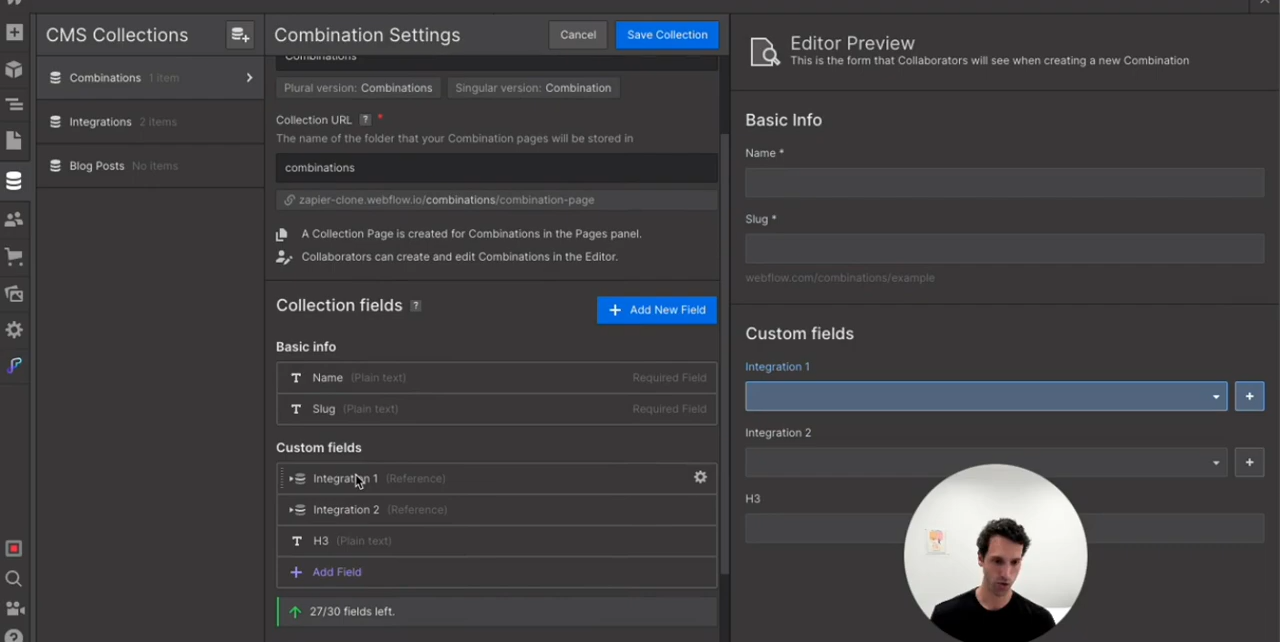 CMS Collections
Combinations 1 item
Integrations 2 items
Blog Posts No items
Combination Settings
Cancel
Save Collection
Combinations
Plural version: Combinations
Singular version: Combination
Collection URL ? *
The name of the folder that your Combination pages will be stored in
combinations
zapier-clone.webflow.io/combinations/combination-page
A Collection Page is created for Combinations in the Pages panel.
Collaborators can create and edit Combinations in the Editor.
Collection fields ?
+ Add New Field
Basic info
T Name (Plain text) Required Field
T Slug (Plain text) Required Field
Custom fields
Integration 1 (Reference)
Integration 2 (Reference)
T H3 (Plain text)
+ Add Field
27/30 fields left.
Editor Preview
This is the form that Collaborators will see when creating a new Combination
Basic Info
Name *
Slug *
webflow.com/combinations/example
Custom fields
Integration 1
+
Integration 2
+
H3